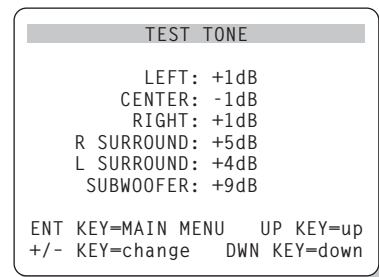 TEST TONE
LEFT: +1dB
CENTER: -1dB
RIGHT: +1dB
R SURROUND: +5dB
L SURROUND: +4dB
SUBWOOFER: +9dB
ENT KEY=MAIN MENU UP KEY=up
+/- KEY=change DWN KEY=down